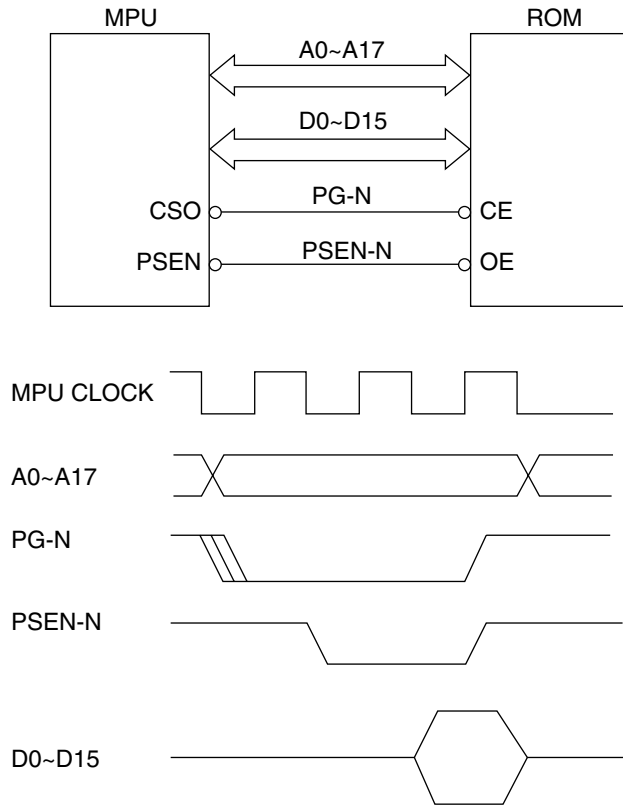 MPU ROM
A0~A17
D0~D15
CSO PG-N CE
PSEN PSEN-N OE
MPU CLOCK
A0~A17
PG-N
PSEN-N
D0~D15